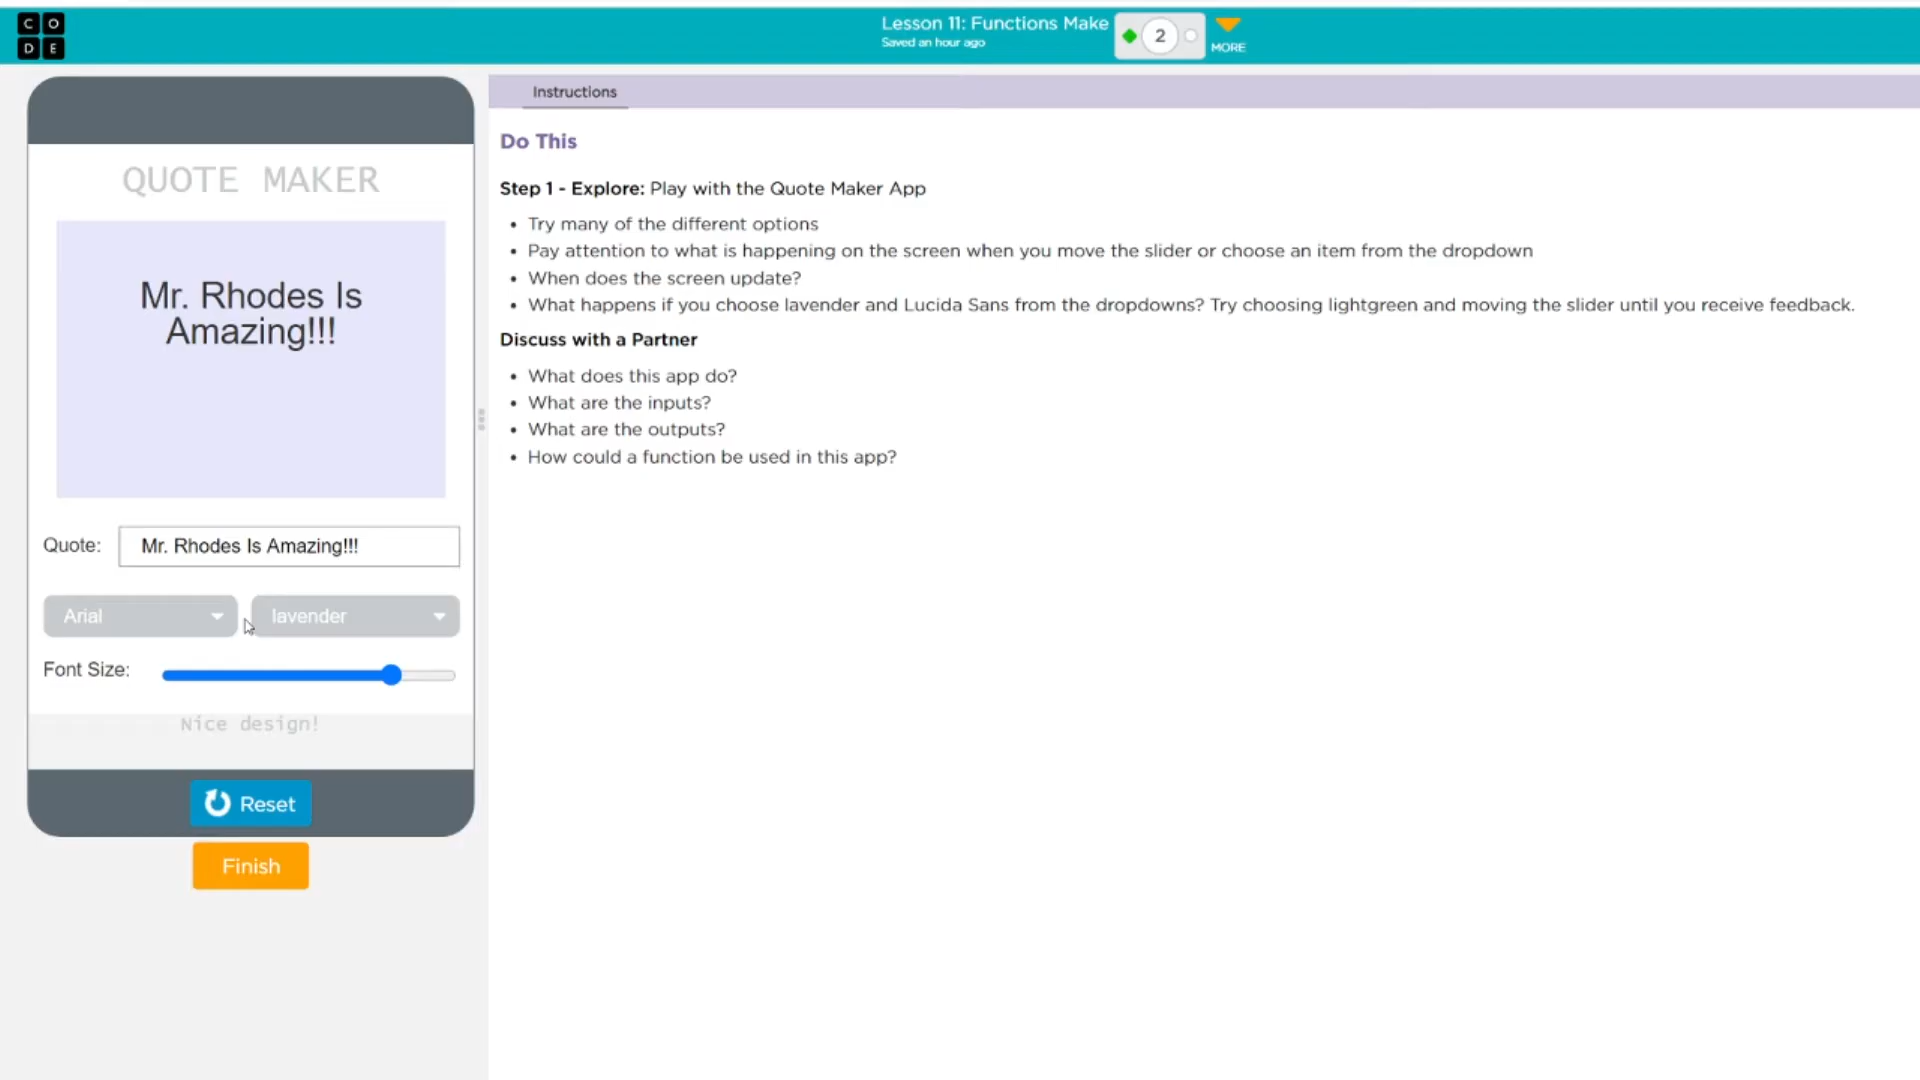 CO
DE
Lesson 11: Functions Make
Saved an hour ago
2
MORE
Instructions
QUOTE MAKER
Mr. Rhodes Is
Amazing!!!
Quote:
Mr. Rhodes Is Amazing!!!
Arial
lavender
Font Size:
Nice design!
Reset
Finish
Do This
Step 1 - Explore: Play with the Quote Maker App
• Try many of the different options
• Pay attention to what is happening on the screen when you move the slider or choose an item from the dropdown
• When does the screen update?
• What happens if you choose lavender and Lucida Sans from the dropdowns? Try choosing lightgreen and moving the slider until you receive feedback.
Discuss with a Partner
• What does this app do?
• What are the inputs?
• What are the outputs?
• How could a function be used in this app?